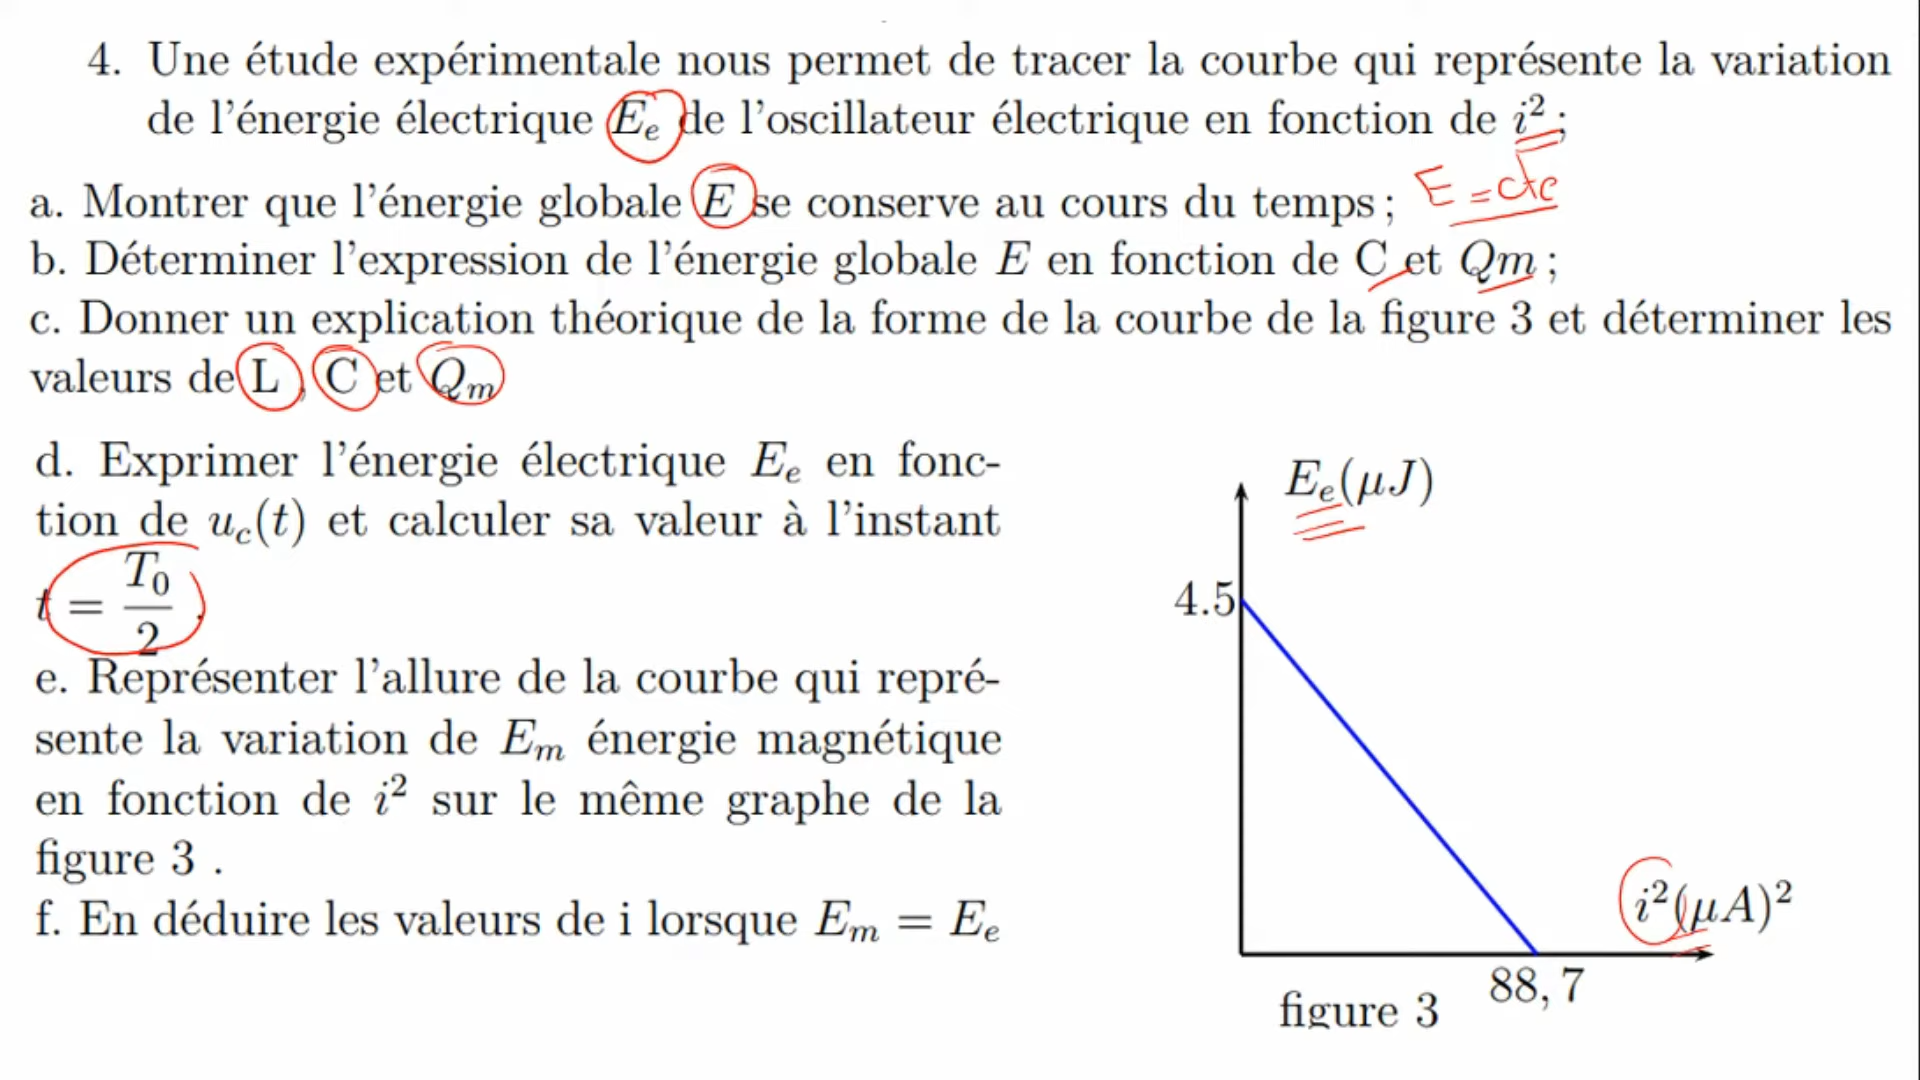 4. Une étude expérimentale nous permet de tracer la courbe qui représente la variation
de l'énergie électrique Ee de l'oscillateur électrique en fonction de i² ;
a. Montrer que l'énergie globale E se conserve au cours du temps ; E = cte
b. Déterminer l'expression de l'énergie globale E en fonction de C et Qm ;
c. Donner un explication théorique de la forme de la courbe de la figure 3 et déterminer les
valeurs de L, C et Qm
d. Exprimer l'énergie électrique Ee en fonc-
tion de uc(t) et calculer sa valeur à l'instant
t = T0/2 .
e. Représenter l'allure de la courbe qui repré-
sente la variation de Em énergie magnétique
en fonction de i² sur le même graphe de la
figure 3 .
f. En déduire les valeurs de i lorsque Em = Ee
Ee(μJ)
4.5
i²(μA)²
88,7
figure 3